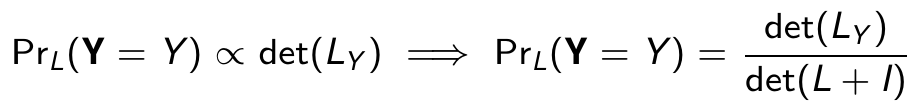 Pr_L(𝐘 = Y) ∝ det(L_Y) ⟹ Pr_L(𝐘 = Y) = det(L_Y) / det(L + I)